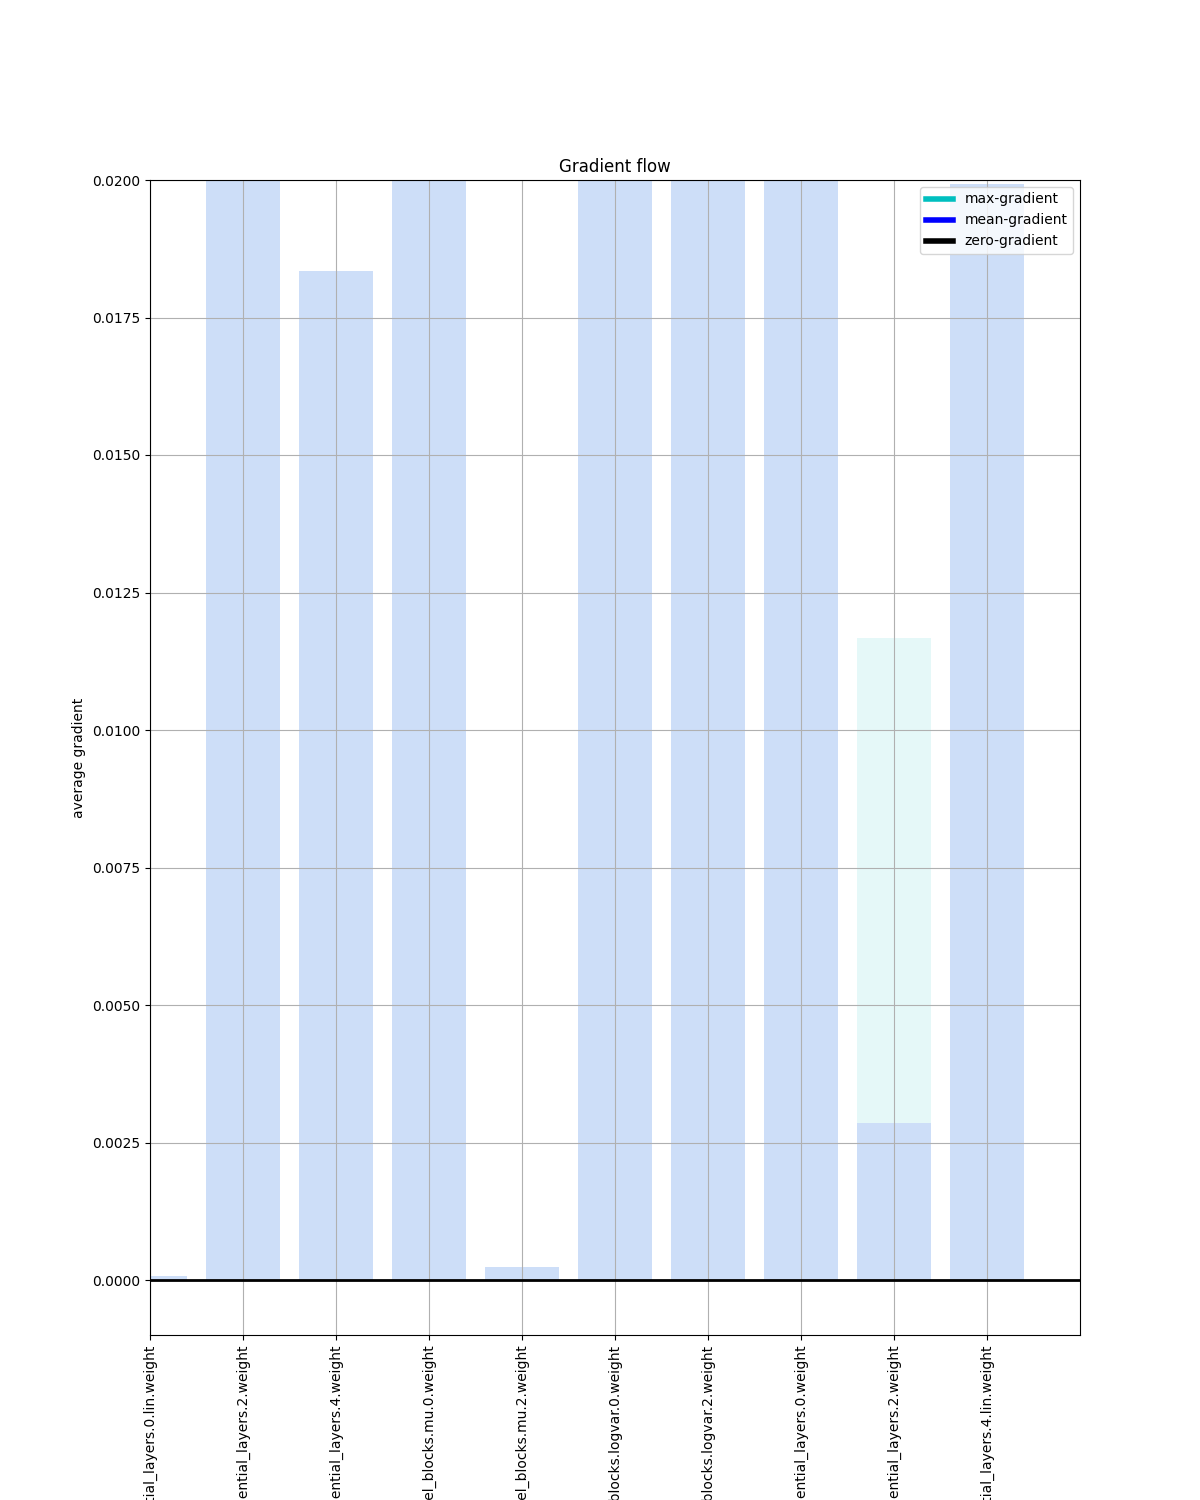 Gradient flow
max-gradient
mean-gradient
zero-gradient
0.0200
0.0175
0.0150
0.0125
0.0100
0.0075
0.0050
0.0025
0.0000
average gradient
tial_layers.0.lin.weight
ential_layers.2.weight
ential_layers.4.weight
el_blocks.mu.0.weight
el_blocks.mu.2.weight
blocks.logvar.0.weight
blocks.logvar.2.weight
ential_layers.0.weight
ential_layers.2.weight
tial_layers.4.lin.weight